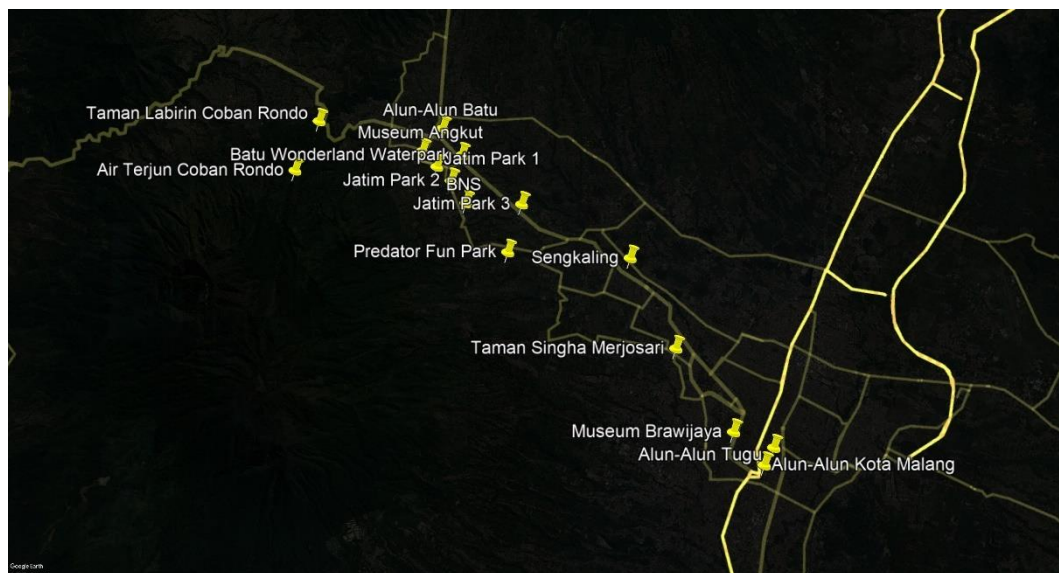 Taman Labirin Coban Rondo
Alun-Alun Batu
Museum Angkut
Batu Wonderland Waterpark
Jatim Park 1
Air Terjun Coban Rondo
Jatim Park 2
BNS
Jatim Park 3
Predator Fun Park
Sengkaling
Taman Singha Merjosari
Museum Brawijaya
Alun-Alun Tugu
Alun-Alun Kota Malang
Google Earth